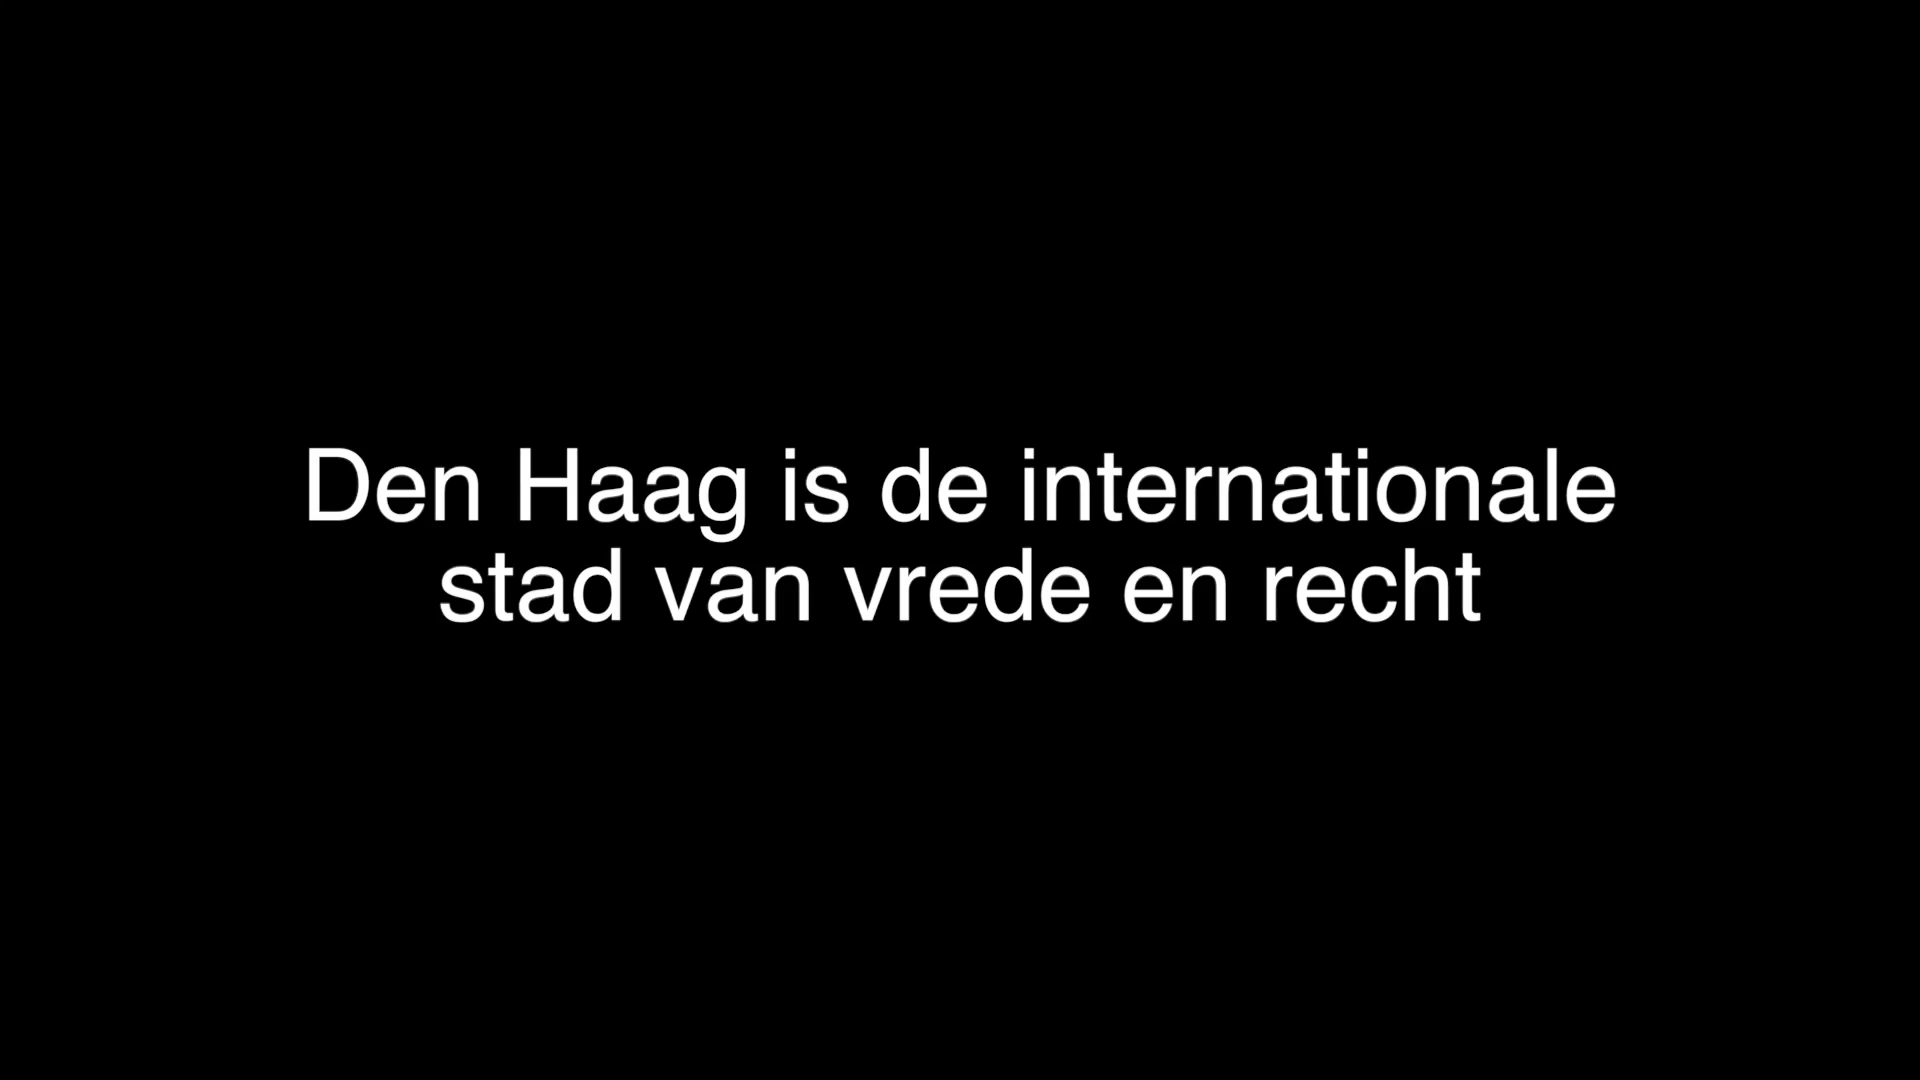 Den Haag is de internationale
stad van vrede en recht